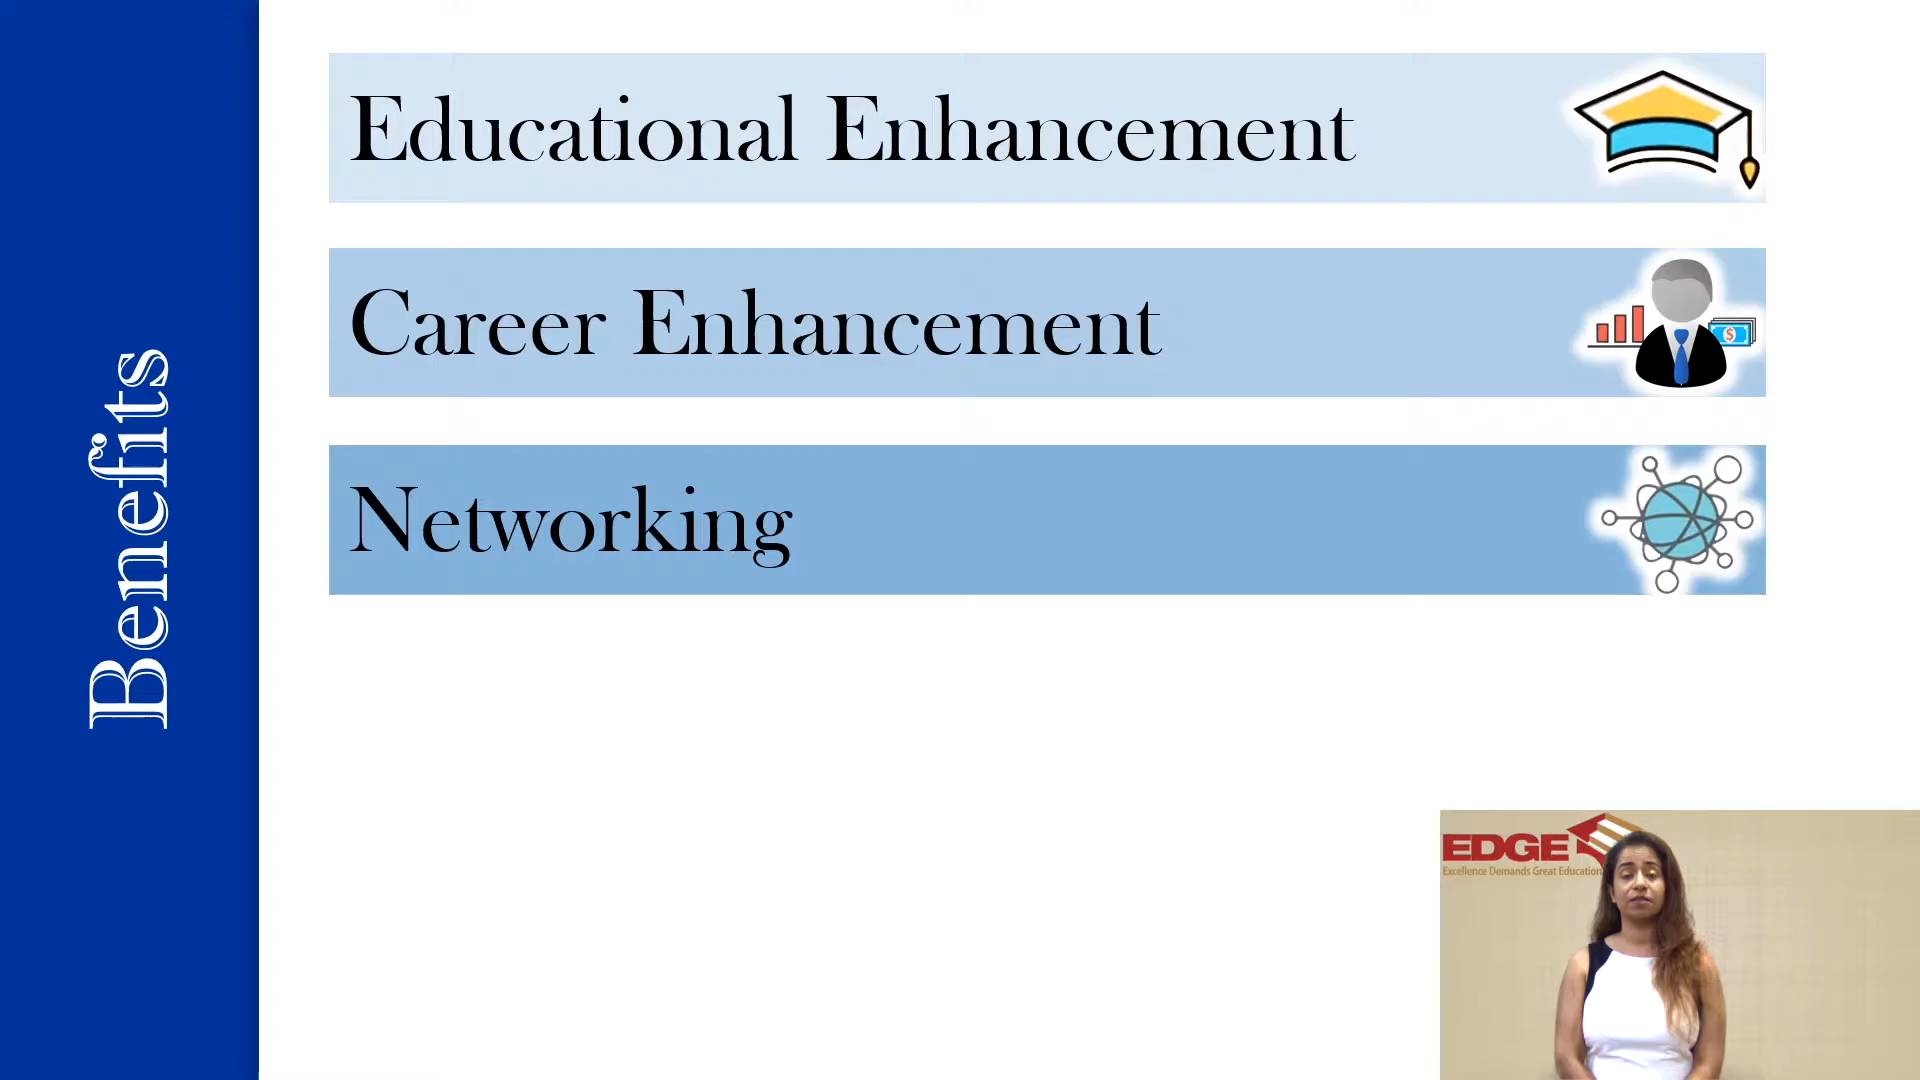 Benefits
Educational Enhancement
Career Enhancement
$
Networking
EDGE
Excellence Demands Great Education